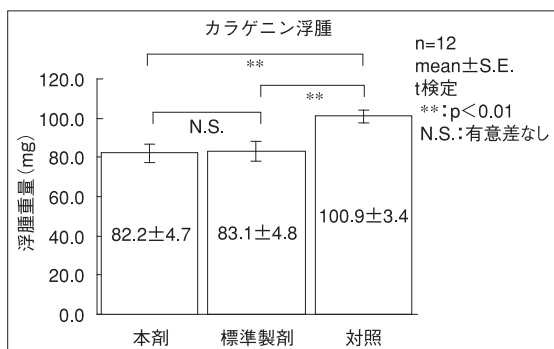 カラゲニン浮腫
n=12
mean±S.E.
t検定
**:p<0.01
N.S.:有意差なし
**
**
N.S.
浮腫重量(mg)
120.0
100.0
80.0
60.0
40.0
20.0
0.0
82.2±4.7
83.1±4.8
100.9±3.4
本剤
標準製剤
対照